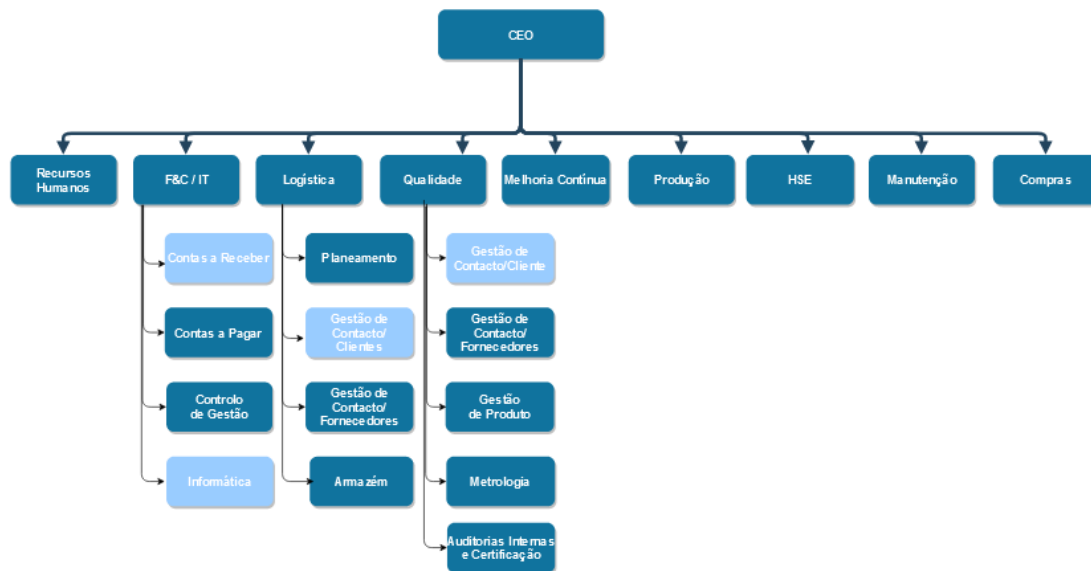 CEO
Recursos
Humanos
F&C / IT
Logística
Qualidade
Melhoria Contínua
Produção
HSE
Manutenção
Compras
Contas a Receber
Planeamento
Gestão de
Contacto/Cliente
Contas a Pagar
Gestão de
Contacto/
Clientes
Gestão de
Contacto/
Fornecedores
Controlo
de Gestão
Gestão de
Contacto/
Fornecedores
Gestão
de Produto
Informática
Armazém
Metrologia
Auditorias Internas
e Certificação